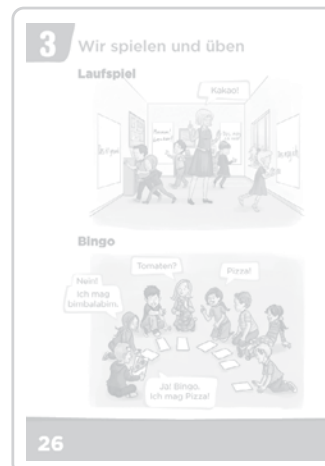 3 Wir spielen und üben
Laufspiel
Kakao!
Bingo
Tomaten?
Pizza!
Nein!
Ich mag
bimbalabim.
Ja! Bingo.
Ich mag Pizza!
26